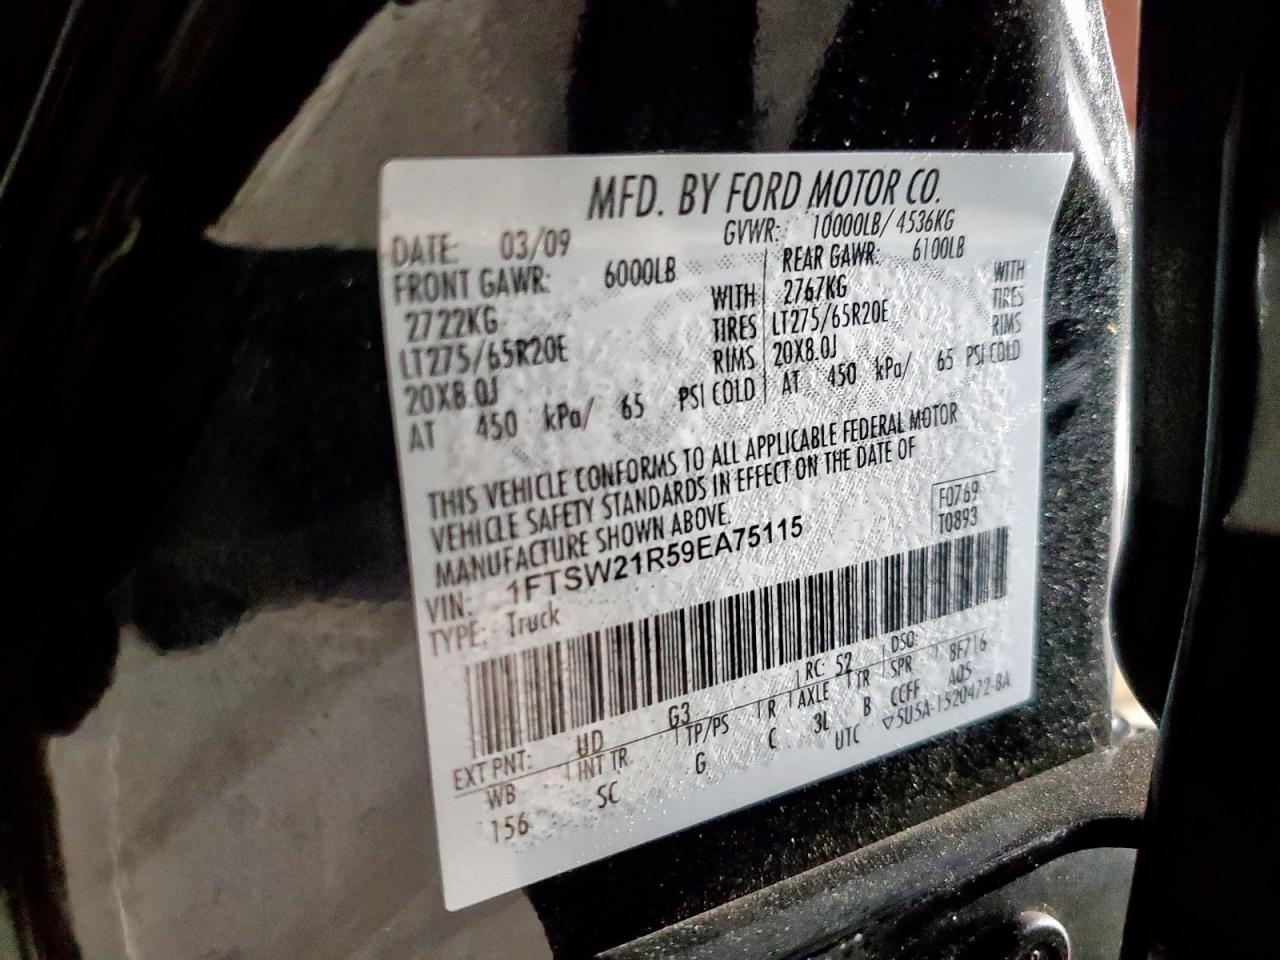 MFD. BY FORD MOTOR CO.
DATE: 03/09 GVWR: 10000LB/ 4536KG
FRONT GAWR: 6000LB REAR GAWR: 6100LB
2722KG WITH 2767KG WITH
LT275/65R20E TIRES LT275/65R20E TIRES
20X8.0J RIMS 20X8.0J RIMS
AT 450 kPa/ 65 PSI COLD AT 450 kPa/ 65 PSI COLD
THIS VEHICLE CONFORMS TO ALL APPLICABLE FEDERAL MOTOR
VEHICLE SAFETY STANDARDS IN EFFECT ON THE DATE OF
MANUFACTURE SHOWN ABOVE.
F0769
T0893
VIN: 1FTSW21R59EA75115
TYPE: Truck
EXT PNT: UD G3 RC: 52 DSO: 8F716
WB INT TR TP/PS R AXLE TR SPR A05
156 SC G C 3L B CCFF
UTC ▽5U5A-1520472-BA